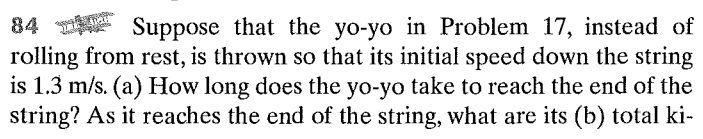 84 Suppose that the yo-yo in Problem 17, instead of
rolling from rest, is thrown so that its initial speed down the string
is 1.3 m/s. (a) How long does the yo-yo take to reach the end of the
string? As it reaches the end of the string, what are its (b) total ki-